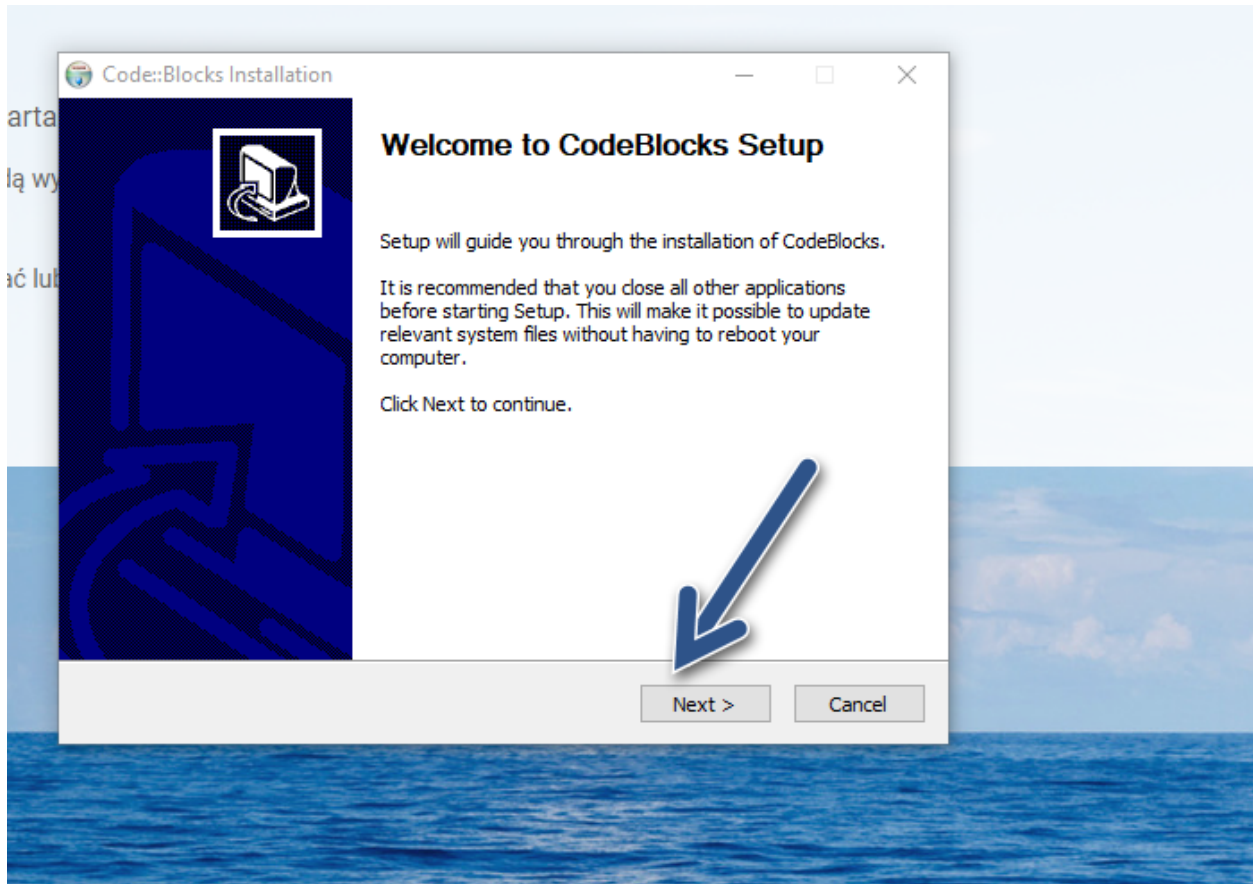 Code::Blocks Installation
arta
Welcome to CodeBlocks Setup
dą wy
Setup will guide you through the installation of CodeBlocks.
ać lub
It is recommended that you close all other applications
before starting Setup. This will make it possible to update
relevant system files without having to reboot your
computer.
Click Next to continue.
Next >
Cancel